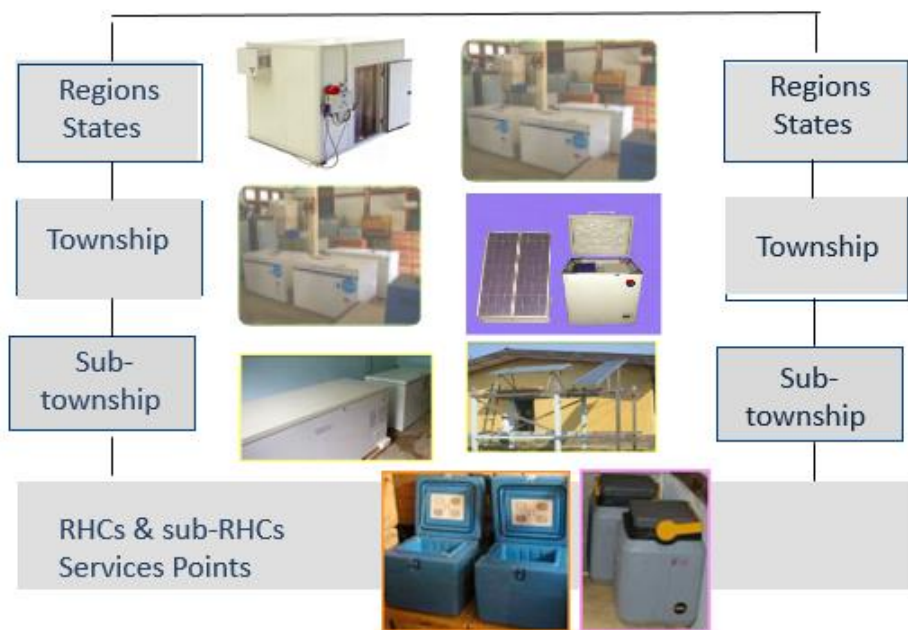 Regions
States
Regions
States
Township
Township
Sub-
township
Sub-
township
RHCs & sub-RHCs
Services Points